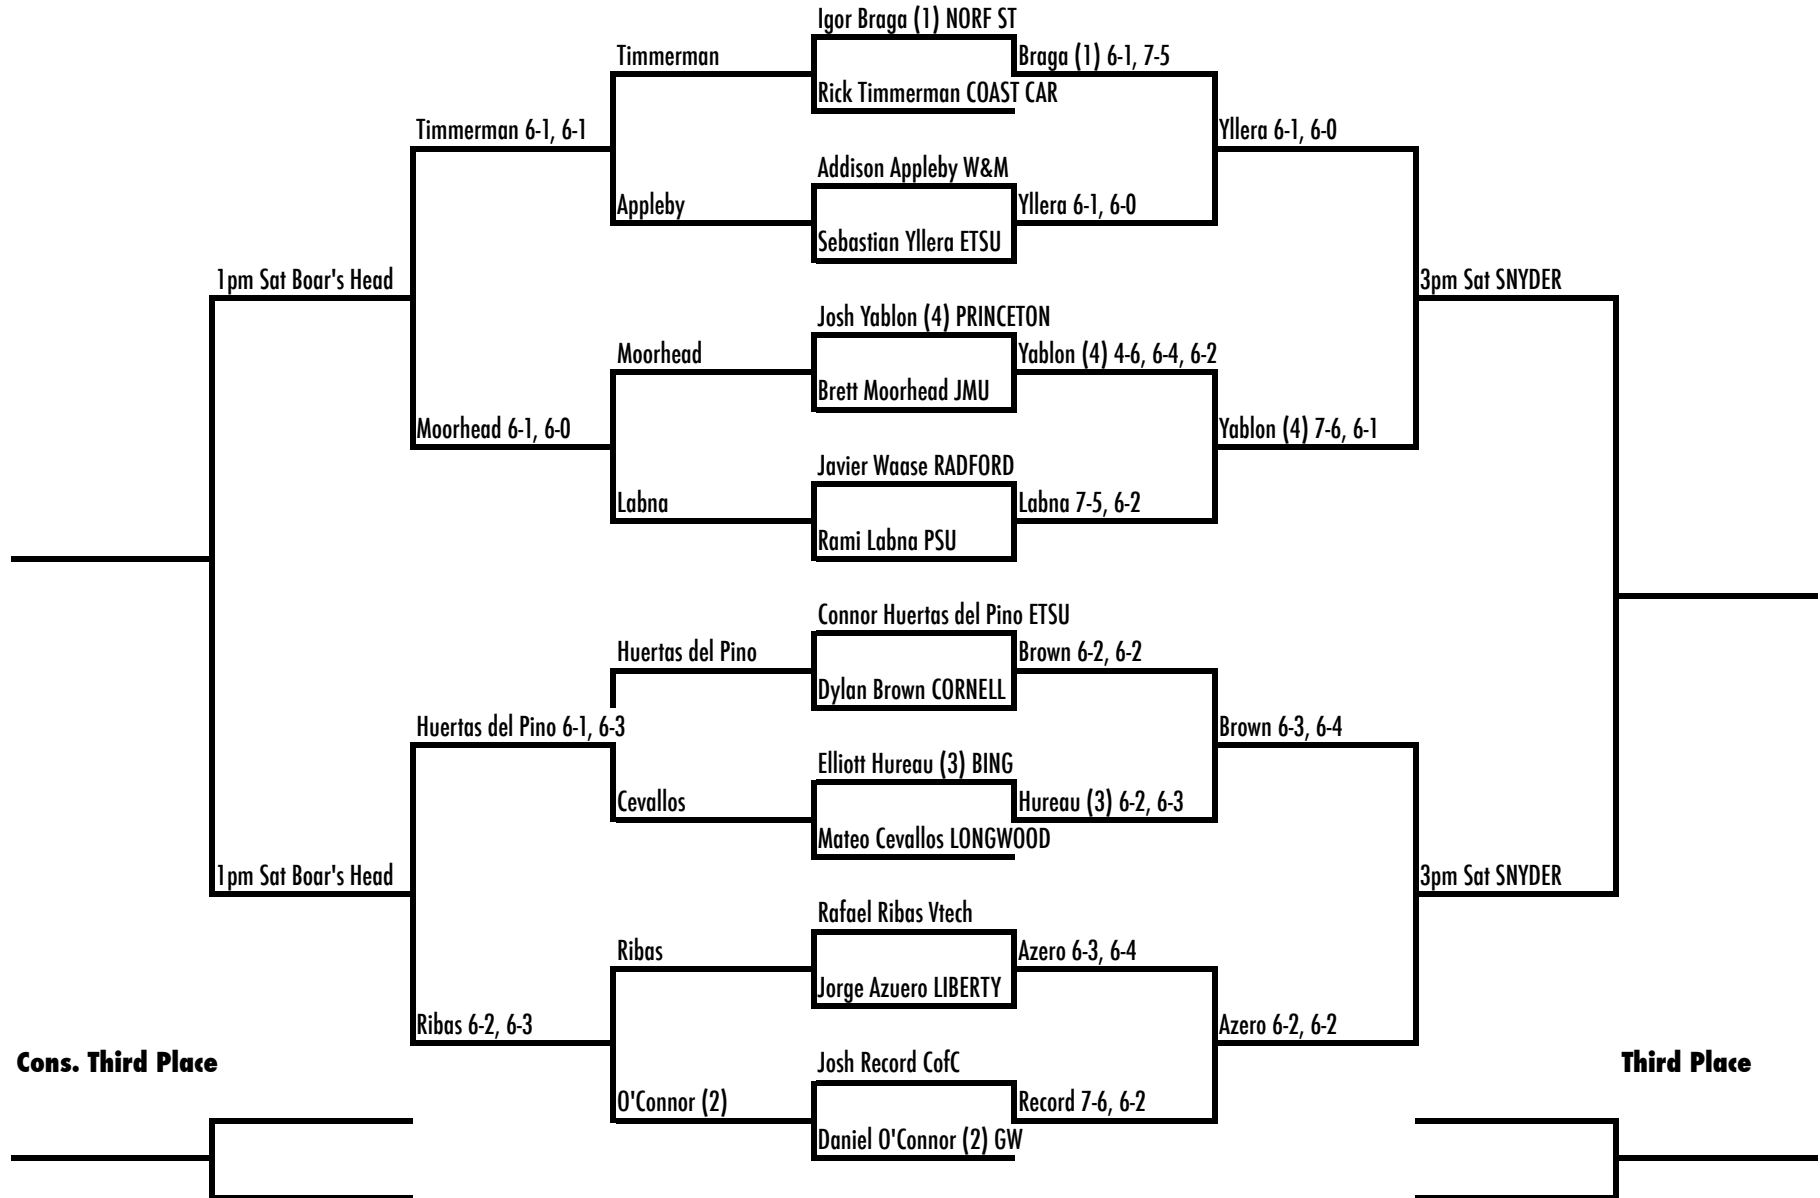 Igor Braga (1) NORF ST
Timmerman
Braga (1) 6-1, 7-5
Rick Timmerman COAST CAR
Timmerman 6-1, 6-1
Yllera 6-1, 6-0
Addison Appleby W&M
Appleby
Yllera 6-1, 6-0
Sebastian Yllera ETSU
1pm Sat Boar's Head
3pm Sat SNYDER
Josh Yablon (4) PRINCETON
Moorhead
Yablon (4) 4-6, 6-4, 6-2
Brett Moorhead JMU
Moorhead 6-1, 6-0
Yablon (4) 7-6, 6-1
Javier Waase RADFORD
Labna
Labna 7-5, 6-2
Rami Labna PSU
Connor Huertas del Pino ETSU
Huertas del Pino
Brown 6-2, 6-2
Dylan Brown CORNELL
Huertas del Pino 6-1, 6-3
Brown 6-3, 6-4
Elliott Hureau (3) BING
Cevallos
Hureau (3) 6-2, 6-3
Mateo Cevallos LONGWOOD
1pm Sat Boar's Head
3pm Sat SNYDER
Rafael Ribas Vtech
Ribas
Azero 6-3, 6-4
Jorge Azuero LIBERTY
Ribas 6-2, 6-3
Azero 6-2, 6-2
Cons. Third Place
Josh Record CofC
Third Place
O'Connor (2)
Record 7-6, 6-2
Daniel O'Connor (2) GW